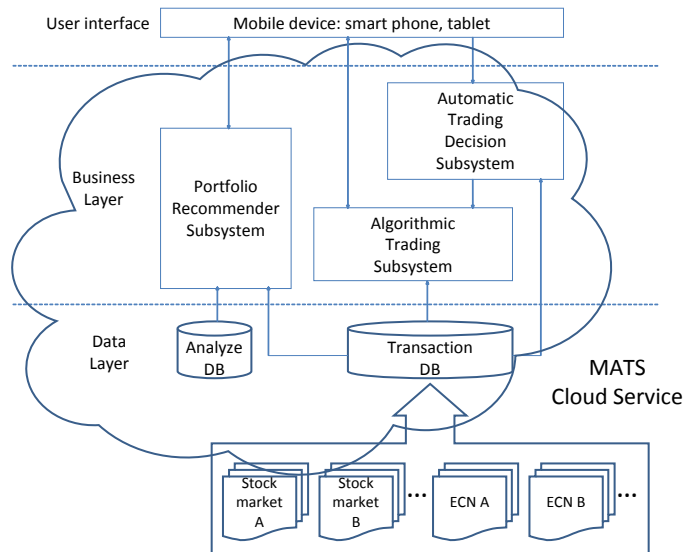 User interface
Mobile device: smart phone, tablet
Automatic
Trading
Decision
Subsystem
Business
Layer
Portfolio
Recommender
Subsystem
Algorithmic
Trading
Subsystem
Data
Layer
Analyze
DB
Transaction
DB
MATS
Cloud Service
Stock
market
A
Stock
market
B
...
ECN A
ECN B
...